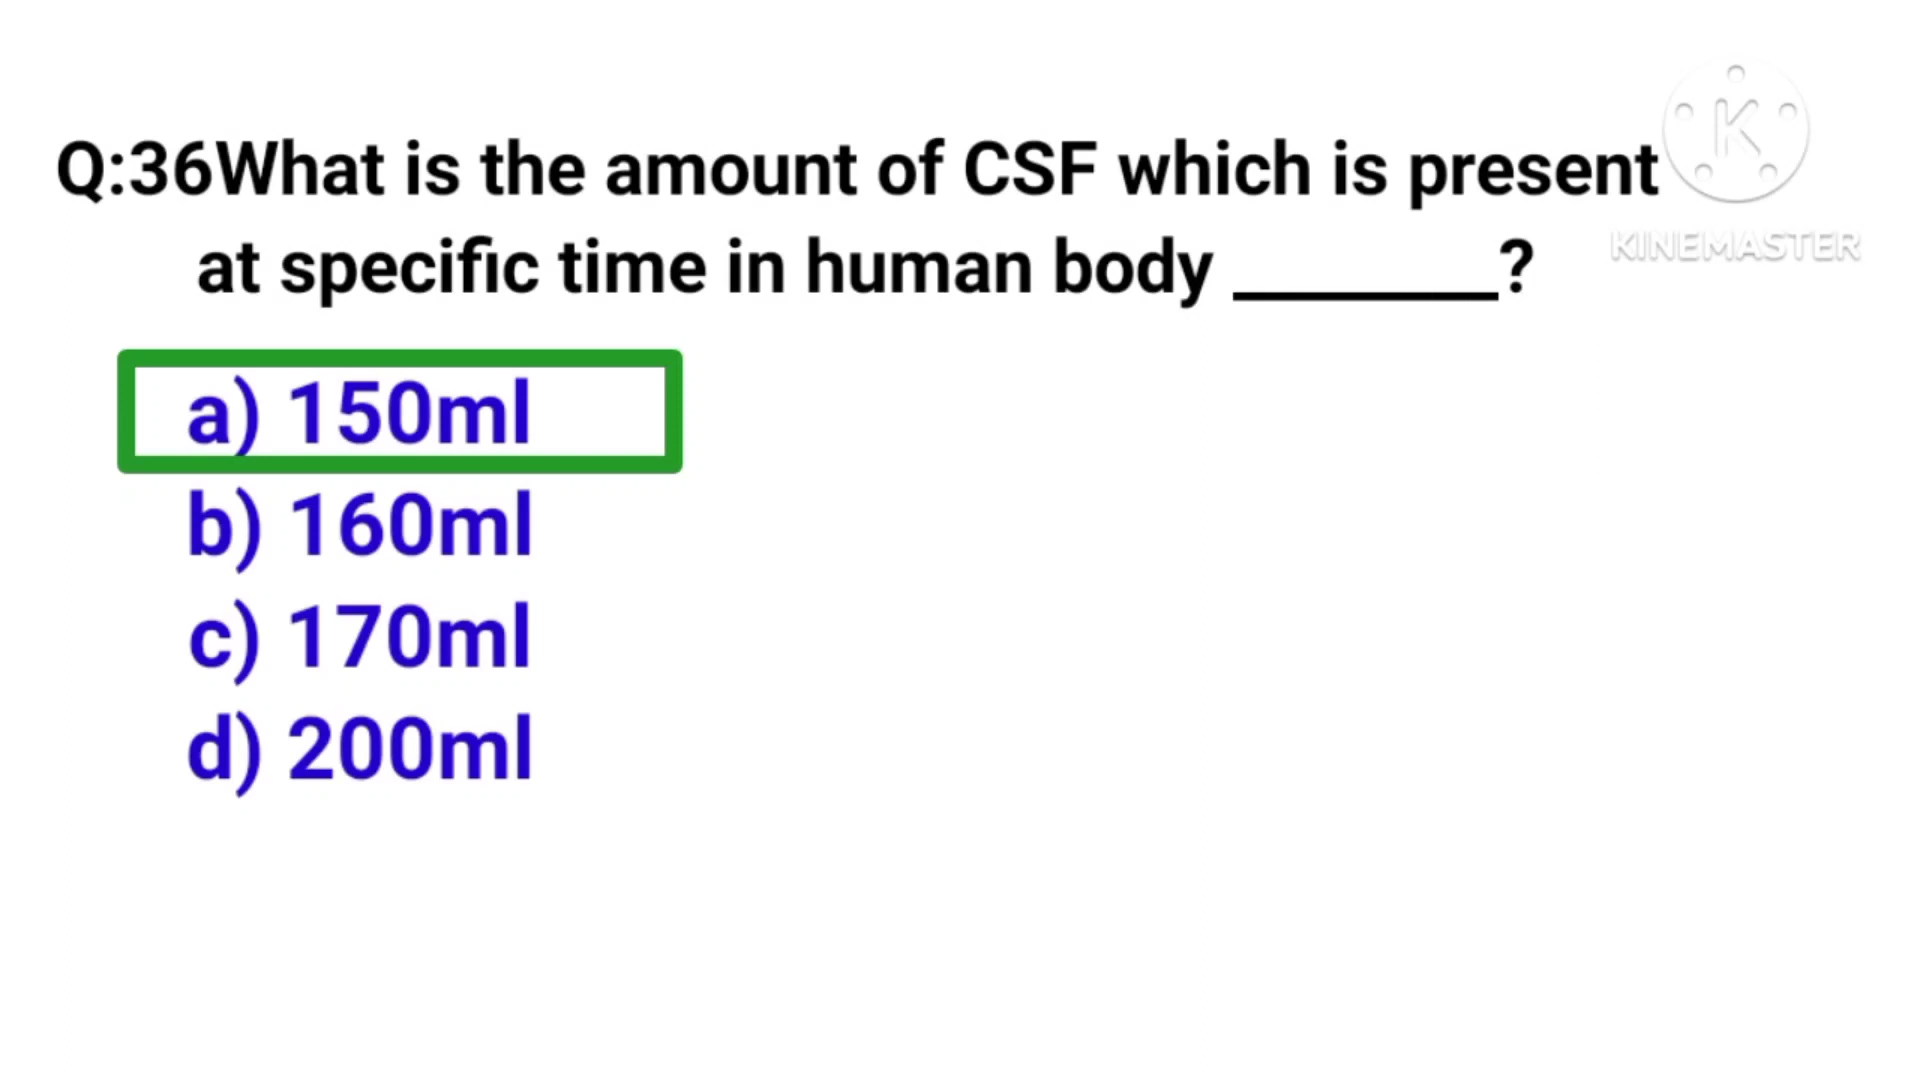 Q:36What is the amount of CSF which is present
at specific time in human body ________?
a) 150ml
b) 160ml
c) 170ml
d) 200ml
K
KINEMASTER